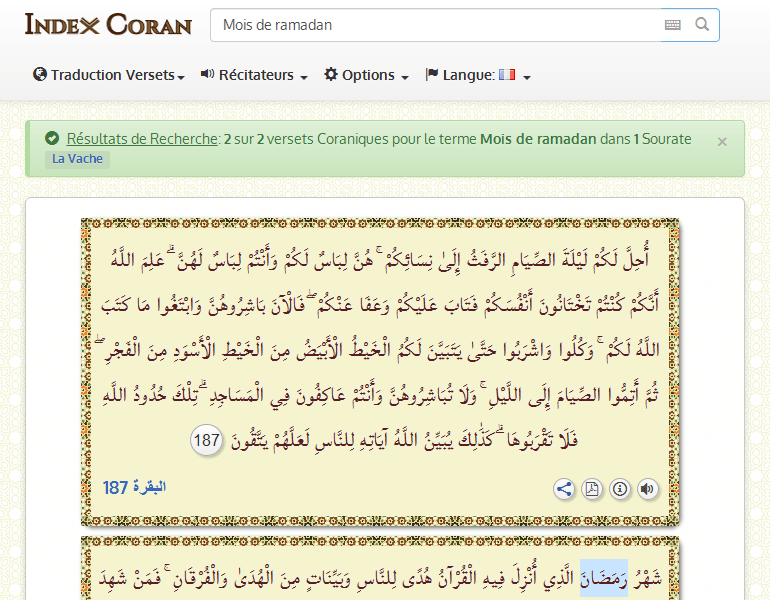 INDEX CORAN
Mois de ramadan
Traduction Versets
Récitateurs
Options
Langue:
Résultats de Recherche: 2 sur 2 versets Coraniques pour le terme Mois de ramadan dans 1 Sourate
×
La Vache
أُحِلَّ لَكُمْ لَيْلَةَ الصِّيَامِ الرَّفَثُ إِلَىٰ نِسَائِكُمْ ۚ هُنَّ لِبَاسٌ لَكُمْ وَأَنْتُمْ لِبَاسٌ لَهُنَّ ۗ عَلِمَ اللَّهُ
أَنَّكُمْ كُنْتُمْ تَخْتَانُونَ أَنْفُسَكُمْ فَتَابَ عَلَيْكُمْ وَعَفَا عَنْكُمْ ۖ فَالْآنَ بَاشِرُوهُنَّ وَابْتَغُوا مَا كَتَبَ
اللَّهُ لَكُمْ ۚ وَكُلُوا وَاشْرَبُوا حَتَّىٰ يَتَبَيَّنَ لَكُمُ الْخَيْطُ الْأَبْيَضُ مِنَ الْخَيْطِ الْأَسْوَدِ مِنَ الْفَجْرِ ۖ
ثُمَّ أَتِمُّوا الصِّيَامَ إِلَى اللَّيْلِ ۚ وَلَا تُبَاشِرُوهُنَّ وَأَنْتُمْ عَاكِفُونَ فِي الْمَسَاجِدِ ۗ تِلْكَ حُدُودُ اللَّهِ
فَلَا تَقْرَبُوهَا ۗ كَذَٰلِكَ يُبَيِّنُ اللَّهُ آيَاتِهِ لِلنَّاسِ لَعَلَّهُمْ يَتَّقُونَ 187
البقرة 187
شَهْرُ رَمَضَانَ الَّذِي أُنْزِلَ فِيهِ الْقُرْآنُ هُدًى لِلنَّاسِ وَبَيِّنَاتٍ مِنَ الْهُدَىٰ وَالْفُرْقَانِ ۚ فَمَنْ شَهِدَ